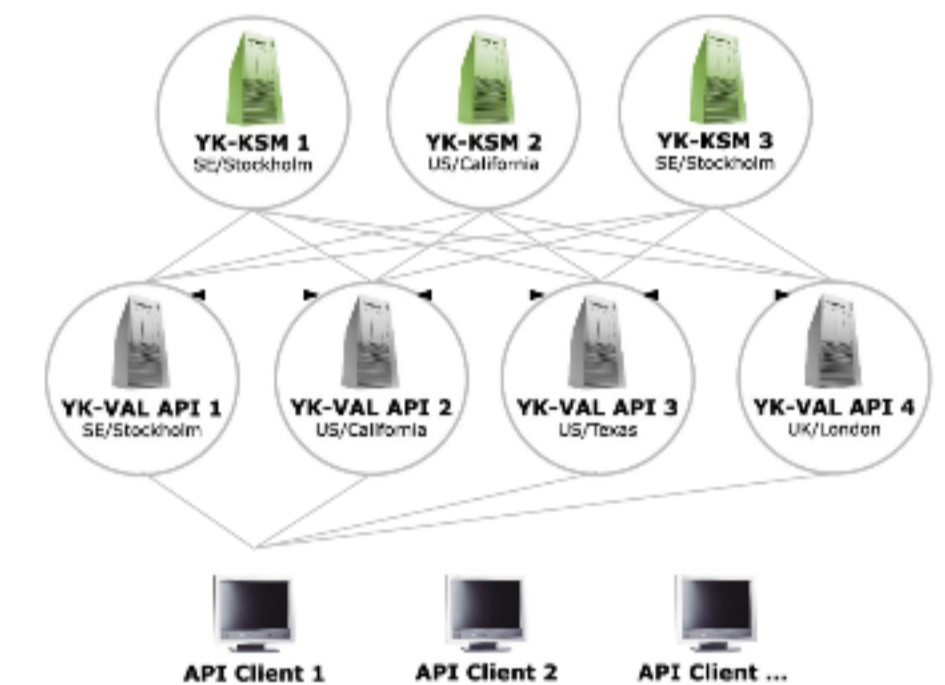 YK-KSM 1
SE/Stockholm
YK-KSM 2
US/California
YK-KSM 3
SE/Stockholm
YK-VAL API 1
SE/Stockholm
YK-VAL API 2
US/California
YK-VAL API 3
US/Texas
YK-VAL API 4
UK/London
API Client 1
API Client 2
API Client ...